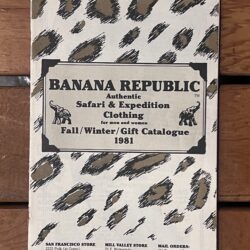 BANANA REPUBLIC
TM
Authentic
Safari & Expedition
Clothing
for men and women
Fall/Winter/Gift Catalogue
1981
SAN FRANCISCO STORE
MILL VALLEY STORE
MAIL ORDERS: